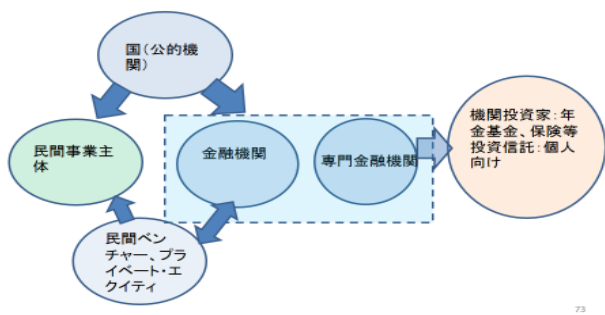 国(公的機
関)
民間事業主
体
金融機関
専門金融機関
機関投資家:年
金基金、保険等
投資信託:個人
向け
民間ベン
チャー、プラ
イベート・エ
クイティ
73